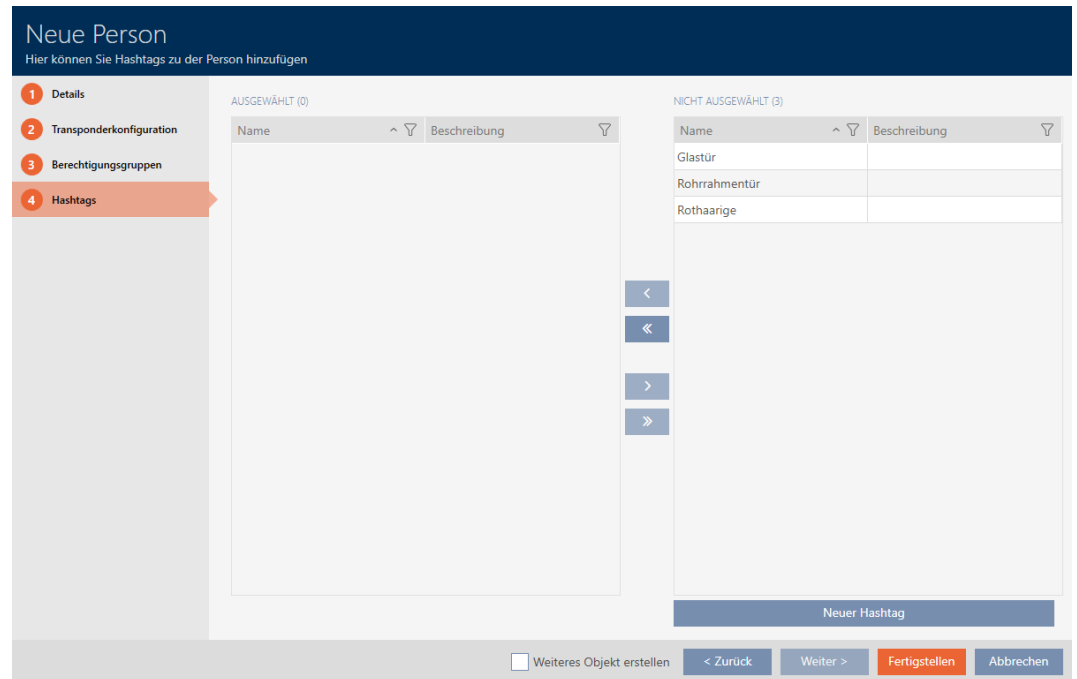 Neue Person
Hier können Sie Hashtags zu der Person hinzufügen
1 Details
2 Transponderkonfiguration
3 Berechtigungsgruppen
4 Hashtags
AUSGEWÄHLT (0)
Name Beschreibung
NICHT AUSGEWÄHLT (3)
Name Beschreibung
Glastür
Rohrrahmentür
Rothaarige
Neuer Hashtag
Weiteres Objekt erstellen < Zurück Weiter > Fertigstellen Abbrechen